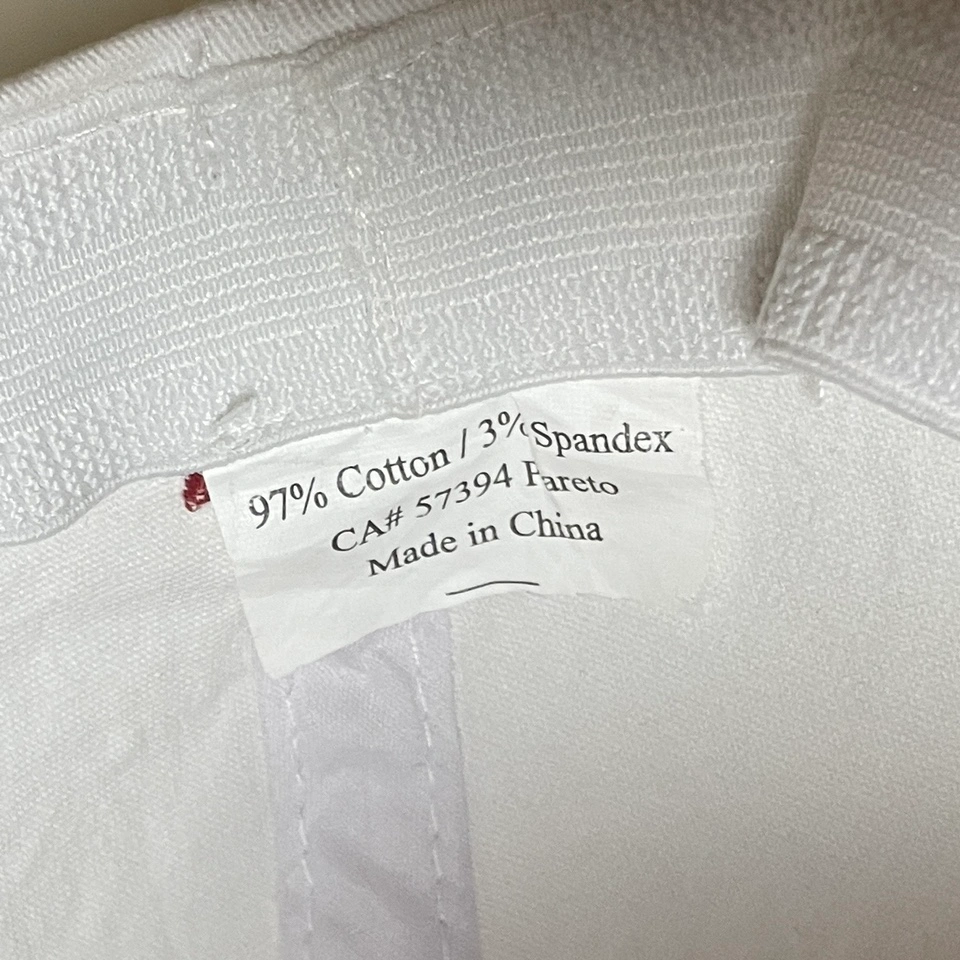 97% Cotton / 3% Spandex
CA# 57394 Pareto
Made in China